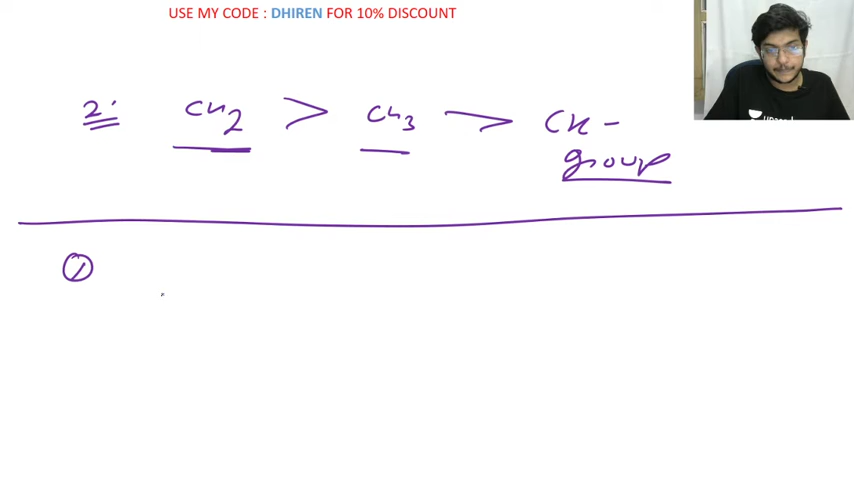 USE MY CODE : DHIREN FOR 10% DISCOUNT
2. CH2 > CH3 > CH - group
①